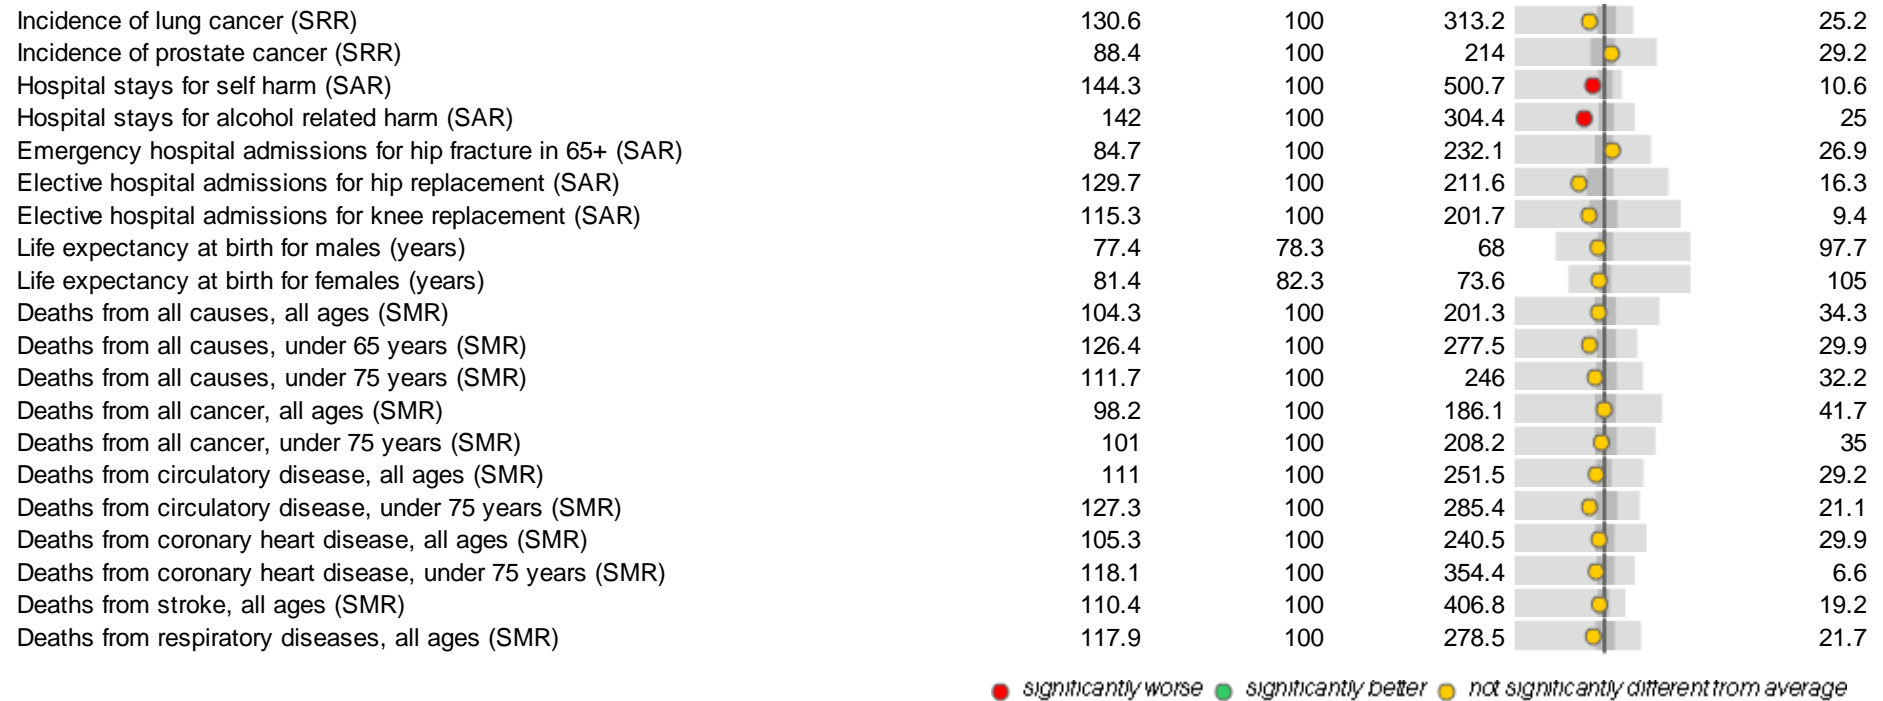 Incidence of lung cancer (SRR) 130.6 100 313.2 25.2
Incidence of prostate cancer (SRR) 88.4 100 214 29.2
Hospital stays for self harm (SAR) 144.3 100 500.7 10.6
Hospital stays for alcohol related harm (SAR) 142 100 304.4 25
Emergency hospital admissions for hip fracture in 65+ (SAR) 84.7 100 232.1 26.9
Elective hospital admissions for hip replacement (SAR) 129.7 100 211.6 16.3
Elective hospital admissions for knee replacement (SAR) 115.3 100 201.7 9.4
Life expectancy at birth for males (years) 77.4 78.3 68 97.7
Life expectancy at birth for females (years) 81.4 82.3 73.6 105
Deaths from all causes, all ages (SMR) 104.3 100 201.3 34.3
Deaths from all causes, under 65 years (SMR) 126.4 100 277.5 29.9
Deaths from all causes, under 75 years (SMR) 111.7 100 246 32.2
Deaths from all cancer, all ages (SMR) 98.2 100 186.1 41.7
Deaths from all cancer, under 75 years (SMR) 101 100 208.2 35
Deaths from circulatory disease, all ages (SMR) 111 100 251.5 29.2
Deaths from circulatory disease, under 75 years (SMR) 127.3 100 285.4 21.1
Deaths from coronary heart disease, all ages (SMR) 105.3 100 240.5 29.9
Deaths from coronary heart disease, under 75 years (SMR) 118.1 100 354.4 6.6
Deaths from stroke, all ages (SMR) 110.4 100 406.8 19.2
Deaths from respiratory diseases, all ages (SMR) 117.9 100 278.5 21.7
significantly worse significantly better not significantly different from average